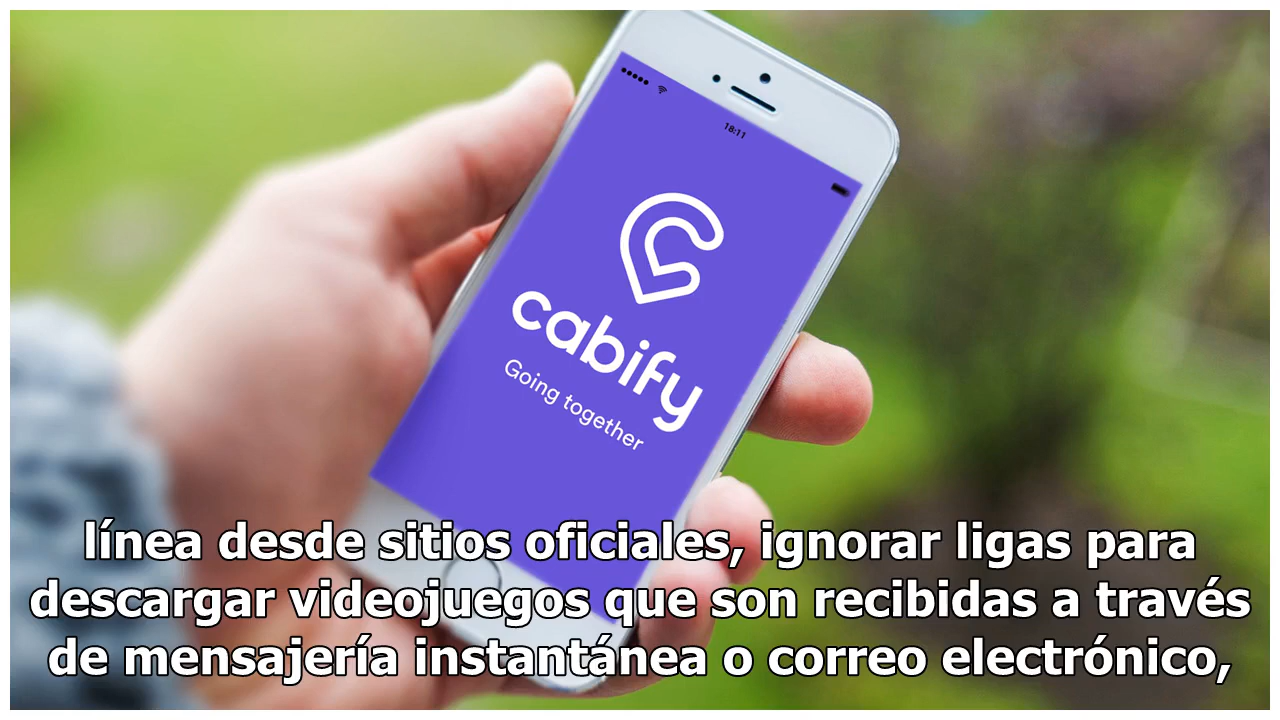 18:11
cabify
Going together
línea desde sitios oficiales, ignorar ligas para
descargar videojuegos que son recibidas a través
de mensajería instantánea o correo electrónico,